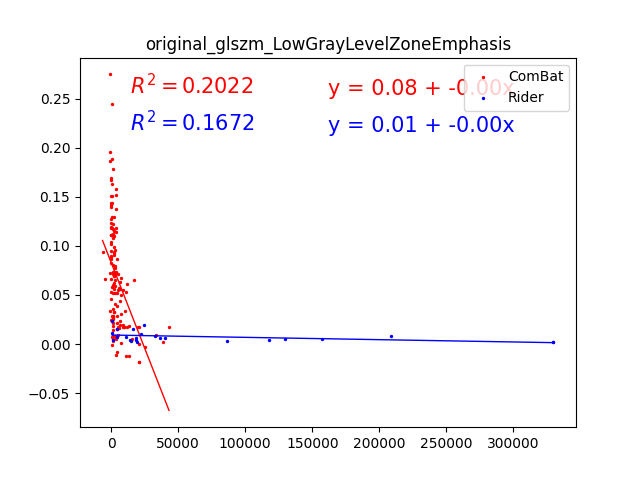 original_glszm_LowGrayLevelZoneEmphasis
R² = 0.2022 y = 0.08 + -0.00x
R² = 0.1672 y = 0.01 + -0.00x
ComBat
Rider
0.25
0.20
0.15
0.10
0.05
0.00
−0.05
0 50000 100000 150000 200000 250000 300000